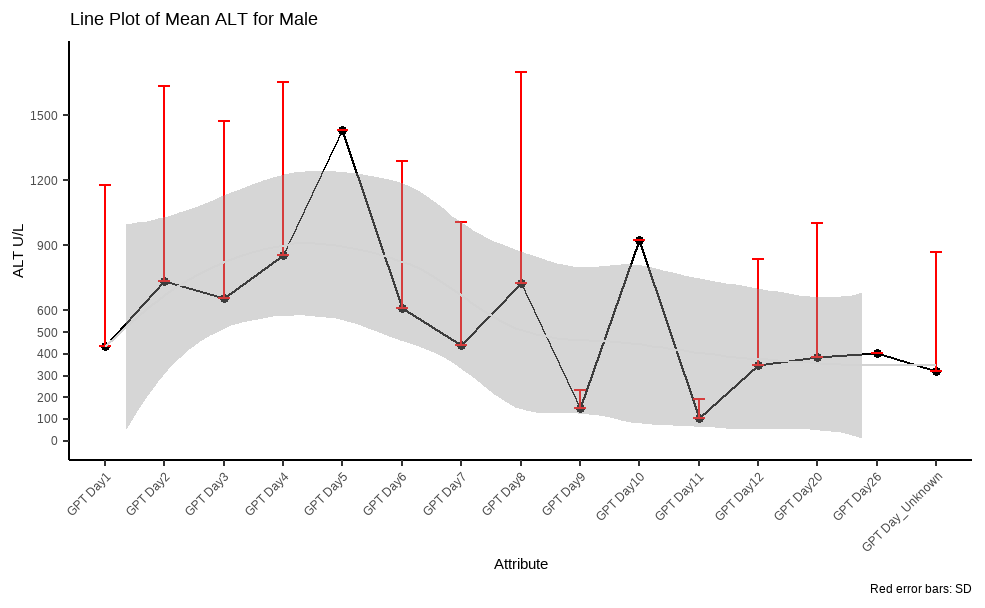 Line Plot of Mean ALT for Male
ALT U/L
1500
1200
900
600
500
400
300
200
100
0
GPT Day1
GPT Day2
GPT Day3
GPT Day4
GPT Day5
GPT Day6
GPT Day7
GPT Day8
GPT Day9
GPT Day10
GPT Day11
GPT Day12
GPT Day20
GPT Day26
GPT Day_Unknown
Attribute
Red error bars: SD